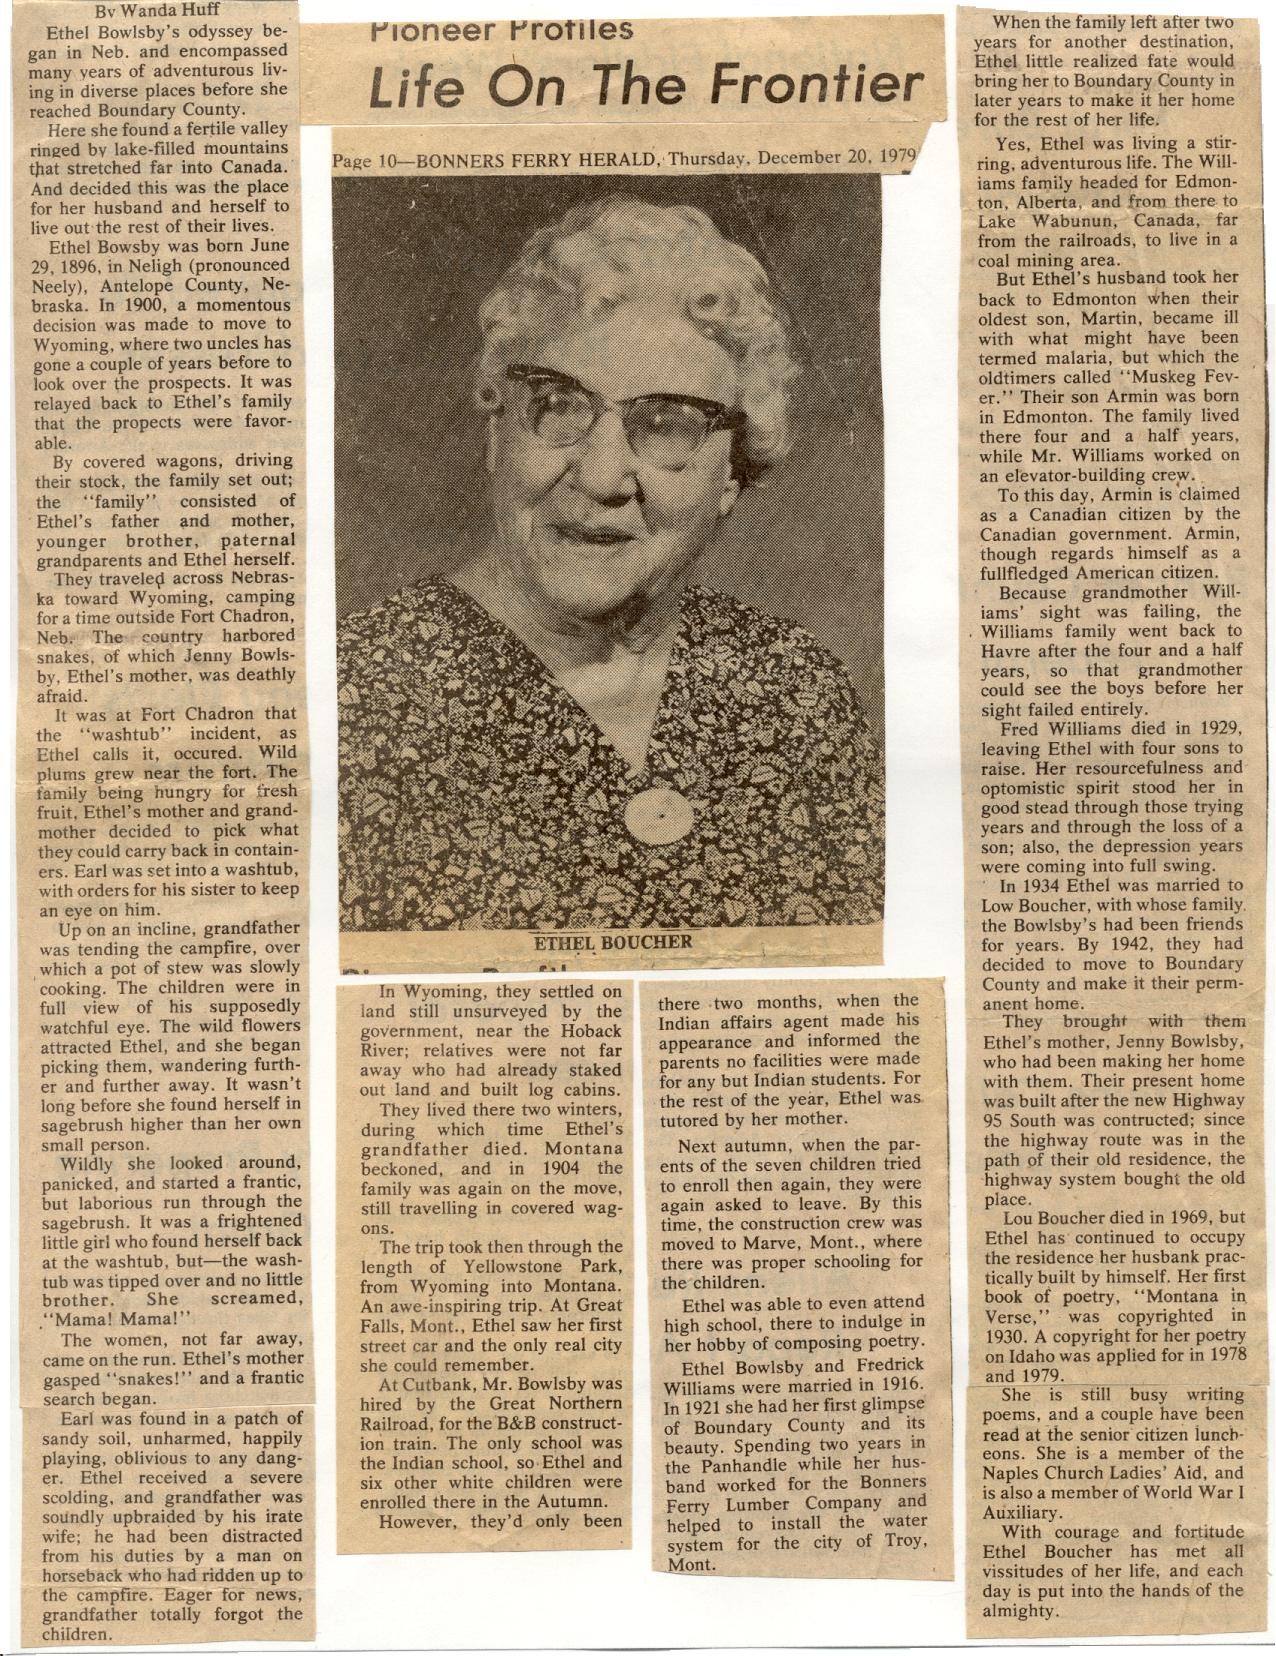 Pioneer Profiles
Life On The Frontier
Page 10—BONNERS FERRY HERALD, Thursday, December 20, 1979
By Wanda Huff
Ethel Bowlsby's odyssey be-
gan in Neb. and encompassed
many years of adventurous liv-
ing in diverse places before she
reached Boundary County.
Here she found a fertile valley
ringed by lake-filled mountains
that stretched far into Canada.
And decided this was the place
for her husband and herself to
live out the rest of their lives.
Ethel Bowsby was born June
29, 1896, in Neligh (pronounced
Neely), Antelope County, Ne-
braska. In 1900, a momentous
decision was made to move to
Wyoming, where two uncles has
gone a couple of years before to
look over the prospects. It was
relayed back to Ethel's family
that the propects were favor-
able.
By covered wagons, driving
their stock, the family set out;
the "family" consisted of
Ethel's father and mother,
younger brother, paternal
grandparents and Ethel herself.
They traveled across Nebras-
ka toward Wyoming, camping
for a time outside Fort Chadron,
Neb. The country harbored
snakes, of which Jenny Bowls-
by, Ethel's mother, was deathly
afraid.
It was at Fort Chadron that
the "washtub" incident, as
Ethel calls it, occured. Wild
plums grew near the fort. The
family being hungry for fresh
fruit, Ethel's mother and grand-
mother decided to pick what
they could carry back in contain-
ers. Earl was set into a washtub,
with orders for his sister to keep
an eye on him.
Up on an incline, grandfather
was tending the campfire, over
which a pot of stew was slowly
cooking. The children were in
full view of his supposedly
watchful eye. The wild flowers
attracted Ethel, and she began
picking them, wandering furth-
er and further away. It wasn't
long before she found herself in
sagebrush higher than her own
small person.
Wildly she looked around,
panicked, and started a frantic,
but laborious run through the
sagebrush. It was a frightened
little girl who found herself back
at the washtub, but—the wash-
tub was tipped over and no little
brother. She screamed,
"Mama! Mama!"
The women, not far away,
came on the run. Ethel's mother
gasped "snakes!" and a frantic
search began.
Earl was found in a patch of
sandy soil, unharmed, happily
playing, oblivious to any dang-
er. Ethel received a severe
scolding, and grandfather was
soundly upbraided by his irate
wife; he had been distracted
from his duties by a man on
horseback who had ridden up to
the campfire. Eager for news,
grandfather totally forgot the
children.
ETHEL BOUCHER
In Wyoming, they settled on
land still unsurveyed by the
government, near the Hoback
River; relatives were not far
away who had already staked
out land and built log cabins.
They lived there two winters,
during which time Ethel's
grandfather died. Montana
beckoned, and in 1904 the
family was again on the move,
still travelling in covered wag-
ons.
The trip took then through the
length of Yellowstone Park,
from Wyoming into Montana.
An awe-inspiring trip. At Great
Falls, Mont., Ethel saw her first
street car and the only real city
she could remember.
At Cutbank, Mr. Bowlsby was
hired by the Great Northern
Railroad, for the B&B construct-
ion train. The only school was
the Indian school, so Ethel and
six other white children were
enrolled there in the Autumn.
However, they'd only been
there two months, when the
Indian affairs agent made his
appearance and informed the
parents no facilities were made
for any but Indian students. For
the rest of the year, Ethel was
tutored by her mother.
Next autumn, when the par-
ents of the seven children tried
to enroll then again, they were
again asked to leave. By this
time, the construction crew was
moved to Marve, Mont., where
there was proper schooling for
the children.
Ethel was able to even attend
high school, there to indulge in
her hobby of composing poetry.
Ethel Bowlsby and Fredrick
Williams were married in 1916.
In 1921 she had her first glimpse
of Boundary County and its
beauty. Spending two years in
the Panhandle while her hus-
band worked for the Bonners
Ferry Lumber Company and
helped to install the water
system for the city of Troy,
Mont.
When the family left after two
years for another destination,
Ethel little realized fate would
bring her to Boundary County in
later years to make it her home
for the rest of her life.
Yes, Ethel was living a stir-
ring, adventurous life. The Will-
iams family headed for Edmon-
ton, Alberta, and from there to
Lake Wabunun, Canada, far
from the railroads, to live in a
coal mining area.
But Ethel's husband took her
back to Edmonton when their
oldest son, Martin, became ill
with what might have been
termed malaria, but which the
oldtimers called "Muskeg Fev-
er." Their son Armin was born
in Edmonton. The family lived
there four and a half years,
while Mr. Williams worked on
an elevator-building crew.
To this day, Armin is claimed
as a Canadian citizen by the
Canadian government. Armin,
though regards himself as a
fullfledged American citizen.
Because grandmother Will-
iams' sight was failing, the
Williams family went back to
Havre after the four and a half
years, so that grandmother
could see the boys before her
sight failed entirely.
Fred Williams died in 1929,
leaving Ethel with four sons to
raise. Her resourcefulness and
optomistic spirit stood her in
good stead through those trying
years and through the loss of a
son; also, the depression years
were coming into full swing.
In 1934 Ethel was married to
Low Boucher, with whose family
the Bowlsby's had been friends
for years. By 1942, they had
decided to move to Boundary
County and make it their perm-
anent home.
They brought with them
Ethel's mother, Jenny Bowlsby,
who had been making her home
with them. Their present home
was built after the new Highway
95 South was contructed; since
the highway route was in the
path of their old residence, the
highway system bought the old
place.
Lou Boucher died in 1969, but
Ethel has continued to occupy
the residence her husbank prac-
tically built by himself. Her first
book of poetry, "Montana in
Verse," was copyrighted in
1930. A copyright for her poetry
on Idaho was applied for in 1978
and 1979.
She is still busy writing
poems, and a couple have been
read at the senior citizen lunch-
eons. She is a member of the
Naples Church Ladies' Aid, and
is also a member of World War I
Auxiliary.
With courage and fortitude
Ethel Boucher has met all
vissitudes of her life, and each
day is put into the hands of the
almighty.